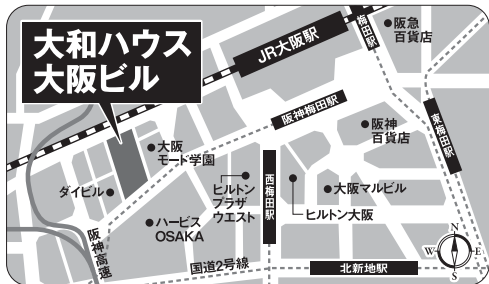 大和ハウス
大阪ビル
JR大阪駅
梅田駅
阪急
百貨店
阪神梅田駅
阪神
百貨店
東梅田駅
大阪
モード学園
ダイビル
ヒルトン
プラザ
ウエスト
西梅田駅
大阪マルビル
ヒルトン大阪
ハービス
OSAKA
阪神高速
国道2号線
北新地駅
N
W
E
S